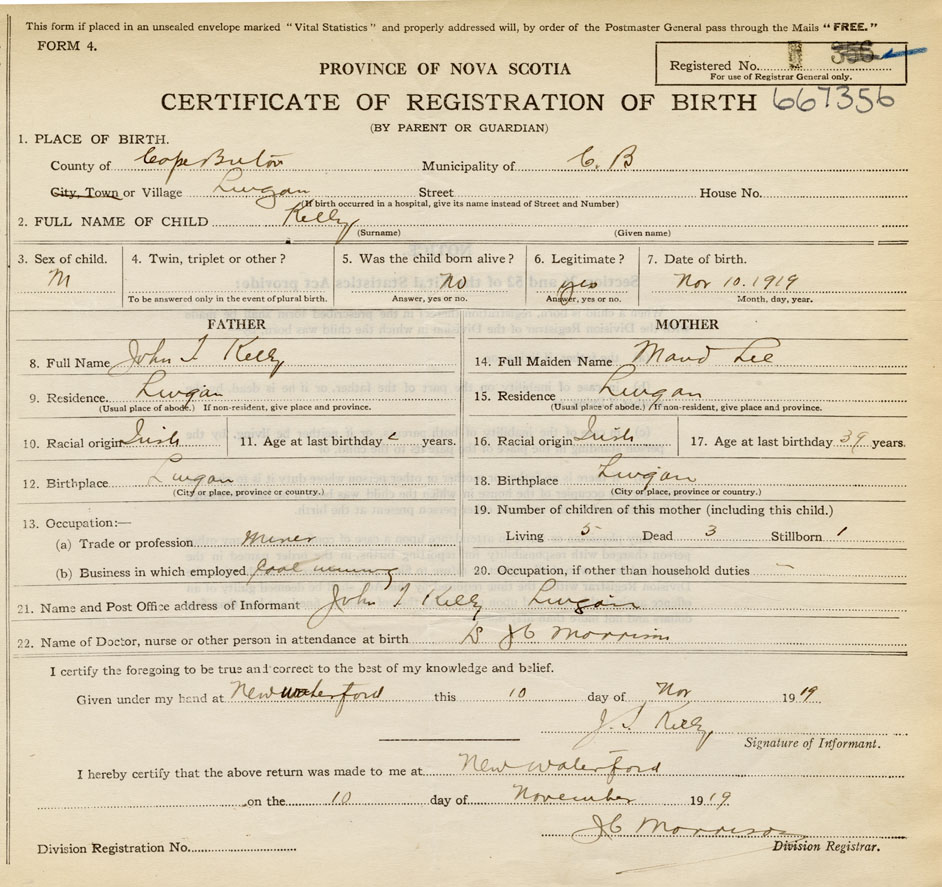 This form if placed in an unsealed envelope marked "Vital Statistics" and properly addressed will, by order of the Postmaster General pass through the Mails "FREE."
FORM 4.
Registered No. 356
For use of Registrar General only.
PROVINCE OF NOVA SCOTIA
CERTIFICATE OF REGISTRATION OF BIRTH 667356
(BY PARENT OR GUARDIAN)
1. PLACE OF BIRTH.
County of Cape Breton Municipality of C. B
City, Town or Village Lingan Street House No.
(If birth occurred in a hospital, give its name instead of Street and Number)
2. FULL NAME OF CHILD Kelly
(Surname) (Given name)
3. Sex of child. 4. Twin, triplet or other? 5. Was the child born alive? 6. Legitimate? 7. Date of birth.
M no yes Nov 10. 1919
To be answered only in the event of plural birth. Answer, yes or no. Answer, yes or no. Month, day, year.
FATHER MOTHER
8. Full Name John J Kelly 14. Full Maiden Name Maud Lee
9. Residence. Lingan 15. Residence Lingan
(Usual place of abode.) If non-resident, give place and province. (Usual place of abode.) If non-resident, give place and province.
10. Racial origin Irish 11. Age at last birthday years. 16. Racial origin Irish 17. Age at last birthday 39 years.
12. Birthplace Lingan 18. Birthplace Lingan
(City or place, province or country.) (City or place, province or country.)
13. Occupation:— 19. Number of children of this mother (including this child.)
(a) Trade or profession Miner Living 5 Dead 3 Stillborn 1
(b) Business in which employed Coal mining 20. Occupation, if other than household duties —
21. Name and Post Office address of Informant John J Kelly Lingan
22. Name of Doctor, nurse or other person in attendance at birth Dr JC Morrison
I certify the foregoing to be true and correct to the best of my knowledge and belief.
Given under my hand at New Waterford this 10 day of Nov 1919
J. J Kelly
Signature of Informant.
I hereby certify that the above return was made to me at New Waterford
on the 10 day of November 1919
JC Morrison
Division Registration No. Division Registrar.